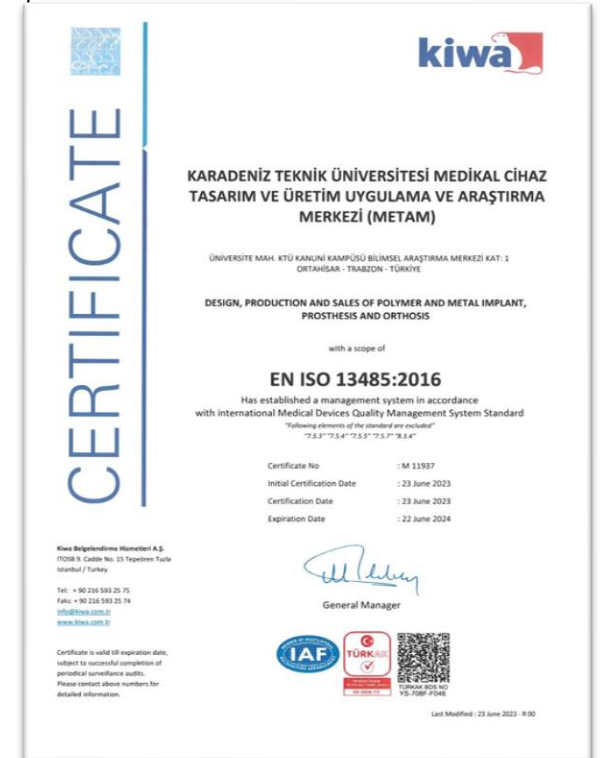 kiwa
CERTIFICATE
KARADENİZ TEKNİK ÜNİVERSİTESİ MEDİKAL CİHAZ
TASARIM VE ÜRETİM UYGULAMA VE ARAŞTIRMA
MERKEZİ (METAM)
ÜNİVERSİTE MAH. KTÜ KANUNİ KAMPÜSÜ BİLİMSEL ARAŞTIRMA MERKEZİ KAT: 1
ORTAHİSAR - TRABZON - TÜRKİYE
DESIGN, PRODUCTION AND SALES OF POLYMER AND METAL IMPLANT,
PROSTHESIS AND ORTHOSIS
with a scope of
EN ISO 13485:2016
Has established a management system in accordance
with international Medical Devices Quality Management System Standard
"Following elements of the standard are excluded"
"7.5.3" "7.5.4" "7.5.5" "7.5.7" "8.3.4"
Certificate No : M 11937
Initial Certification Date : 23 June 2023
Certification Date : 23 June 2023
Expiration Date : 22 June 2024
Kiwa Belgelendirme Hizmetleri A.Ş.
ITOSB 9. Cadde No. 15 Tepeören Tuzla
Istanbul / Turkey
Tel: + 90 216 593 25 75
Faks: + 90 216 593 25 74
info@kiwa.com.tr
www.kiwa.com.tr
General Manager
Certificate is valid till expiration date,
subject to successful completion of
periodical surveillance audits.
Please contact above numbers for
detailed information.
IAF
TÜRKAK
TÜRKAK BDS NO
YS-708F-F046
Last Modified : 23 June 2023 - R:00